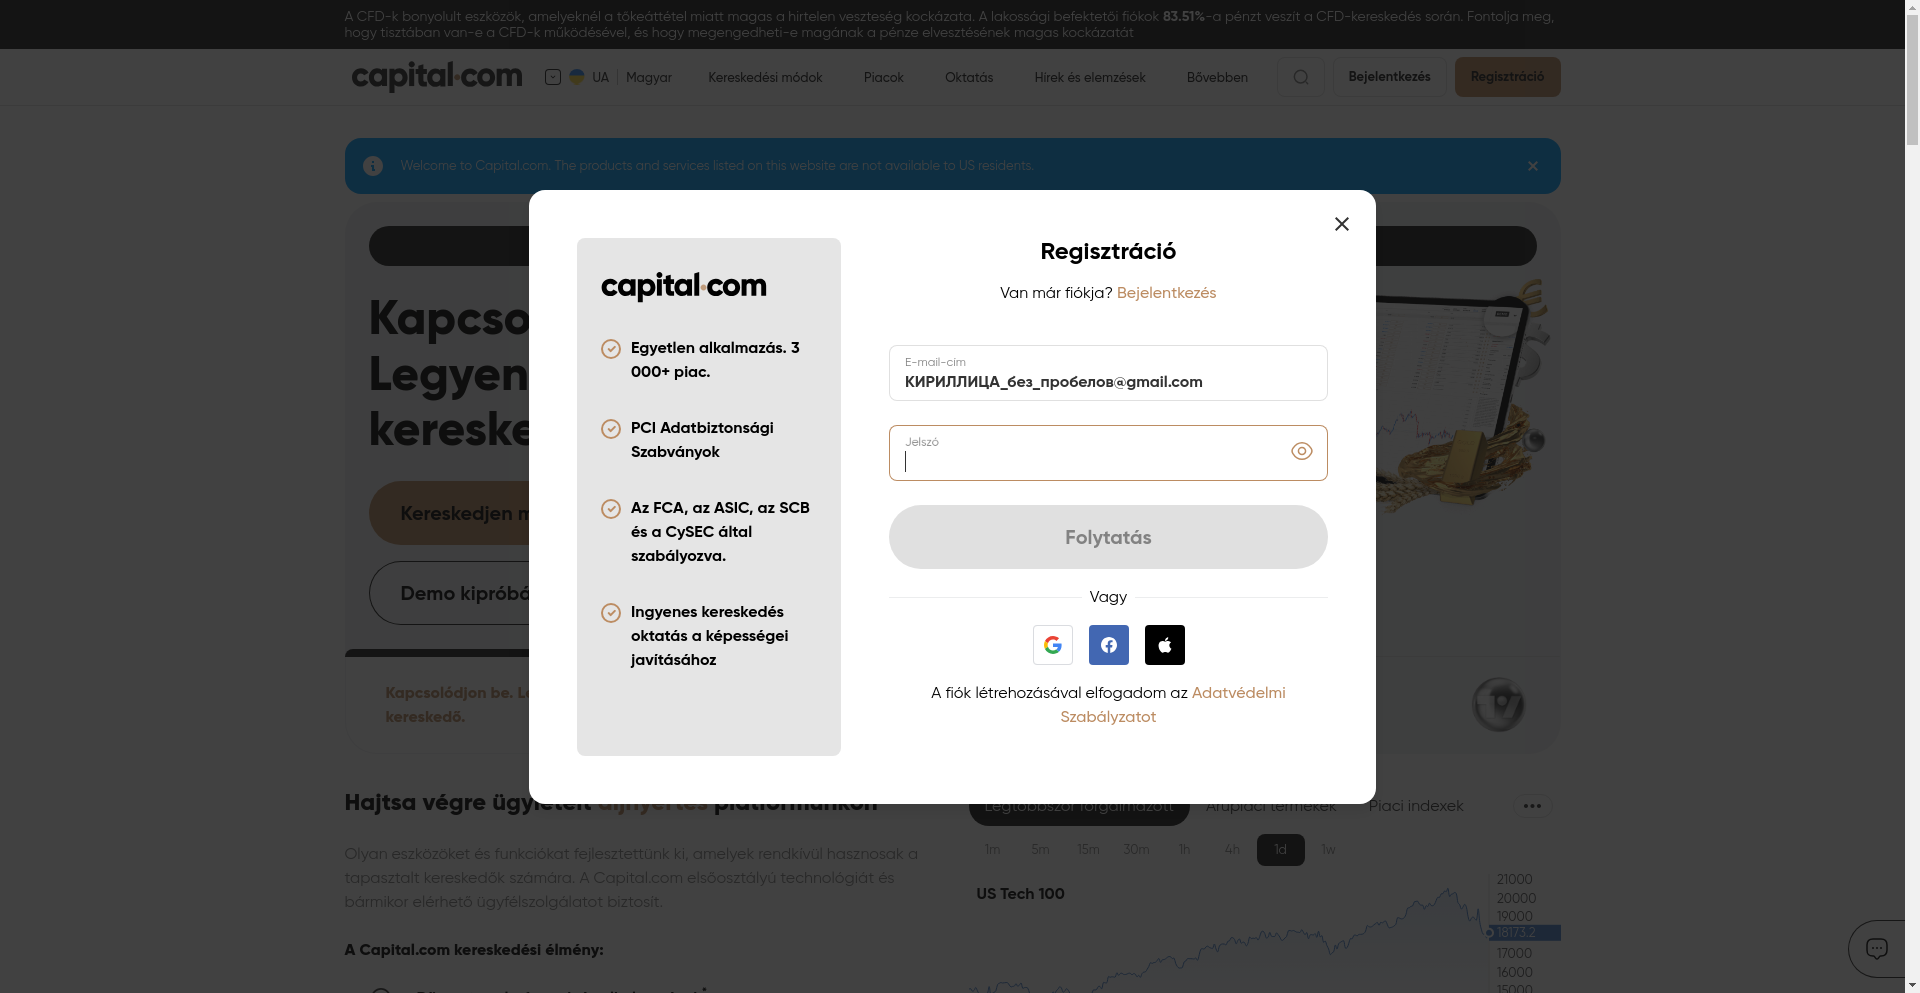 A CFD-k bonyolult eszközök, amelyeknél a tőkeáttétel miatt magas a hirtelen veszteség kockázata. A lakossági befektetői fiókok 83.51%-a pénzt veszít a CFD-kereskedés során. Fontolja meg,
hogy tisztában van-e a CFD-k működésével, és hogy megengedheti-e magának a pénze elvesztésének magas kockázatát
capital.com
UA
Magyar
Kereskedési módok
Piacok
Oktatás
Hírek és elemzések
Bővebben
Bejelentkezés
Regisztráció
Welcome to Capital.com. The products and services listed on this website are not available to US residents.
Kapcso
Legyen
kereske
Kereskedjen m
Demo kipróbá
Kapcsolódjon be. Le
kereskedő.
capital.com
Egyetlen alkalmazás. 3
000+ piac.
PCI Adatbiztonsági
Szabványok
Az FCA, az ASIC, az SCB
és a CySEC által
szabályozva.
Ingyenes kereskedés
oktatás a képességei
javításához
Regisztráció
Van már fiókja? Bejelentkezés
E-mail-cím
КИРИЛЛИЦА_без_пробелов@gmail.com
Jelszó
Folytatás
Vagy
A fiók létrehozásával elfogadom az Adatvédelmi
Szabályzatot
Hajtsa végre ügyleteit díjnyertes platformunkon
Olyan eszközöket és funkciókat fejlesztettünk ki, amelyek rendkívül hasznosak a
tapasztalt kereskedők számára. A Capital.com elsőosztályú technológiát és
bármikor elérhető ügyfélszolgálatot biztosít.
A Capital.com kereskedési élmény:
Legtöbbször forgalmazott
Árupiaci termékek
Piaci indexek
1m
5m
15m
30m
1h
4h
1d
1w
US Tech 100
21000
20000
19000
18173.2
17000
16000
15000